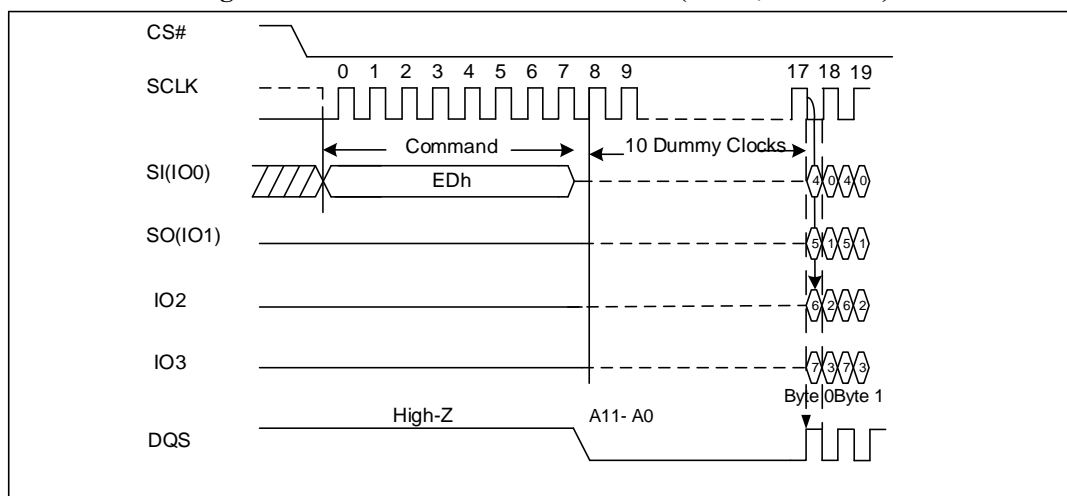 CS#
0 1 2 3 4 5 6 7 8 9 17 18 19
SCLK
Command 10 Dummy Clocks
SI(IO0) EDh 4 0 4 0
SO(IO1) 5 1 5 1
IO2 6 2 6 2
IO3 7 3 7 3
Byte 0 Byte 1
High-Z A11- A0
DQS